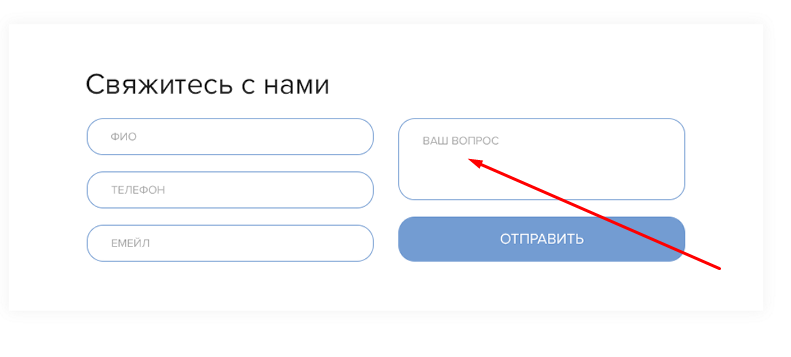 Свяжитесь с нами
ФИО
ТЕЛЕФОН
ЕМЕЙЛ
ВАШ ВОПРОС
ОТПРАВИТЬ